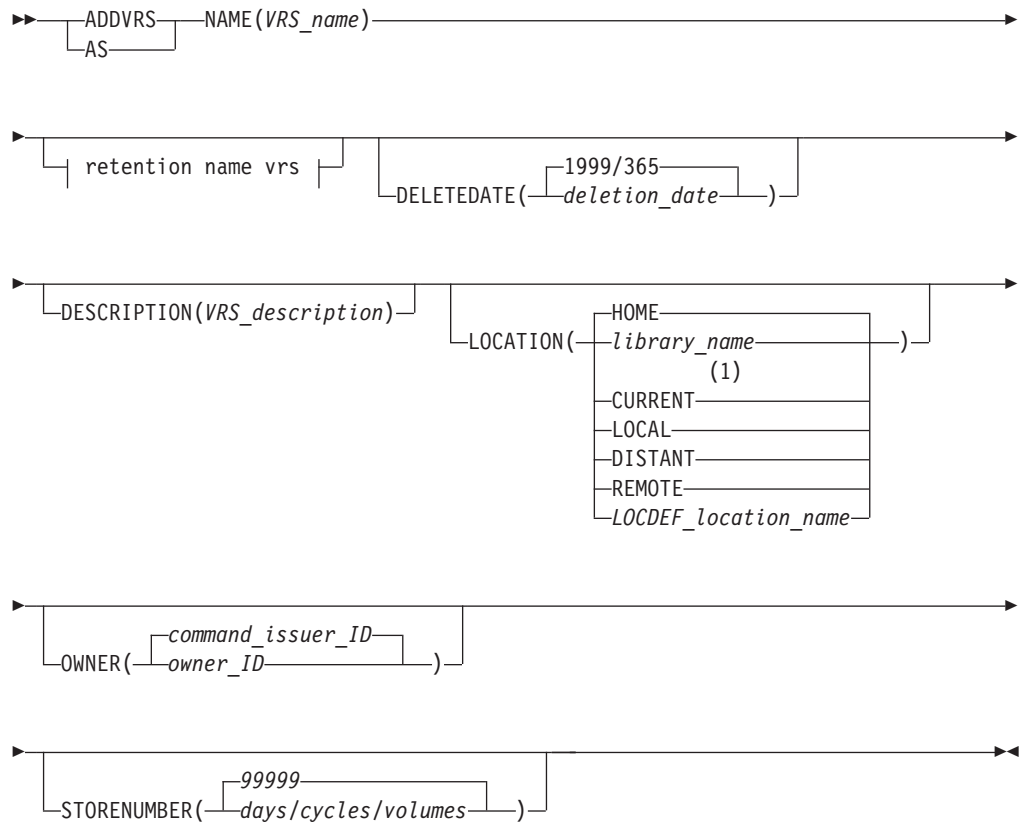 ADDVRS NAME(VRS_name)
AS
retention name vrs
1999/365
DELETEDATE( deletion_date )
DESCRIPTION(VRS_description)
HOME
LOCATION( library_name )
(1)
CURRENT
LOCAL
DISTANT
REMOTE
LOCDEF_location_name
command_issuer_ID
OWNER( owner_ID )
99999
STORENUMBER( days/cycles/volumes )